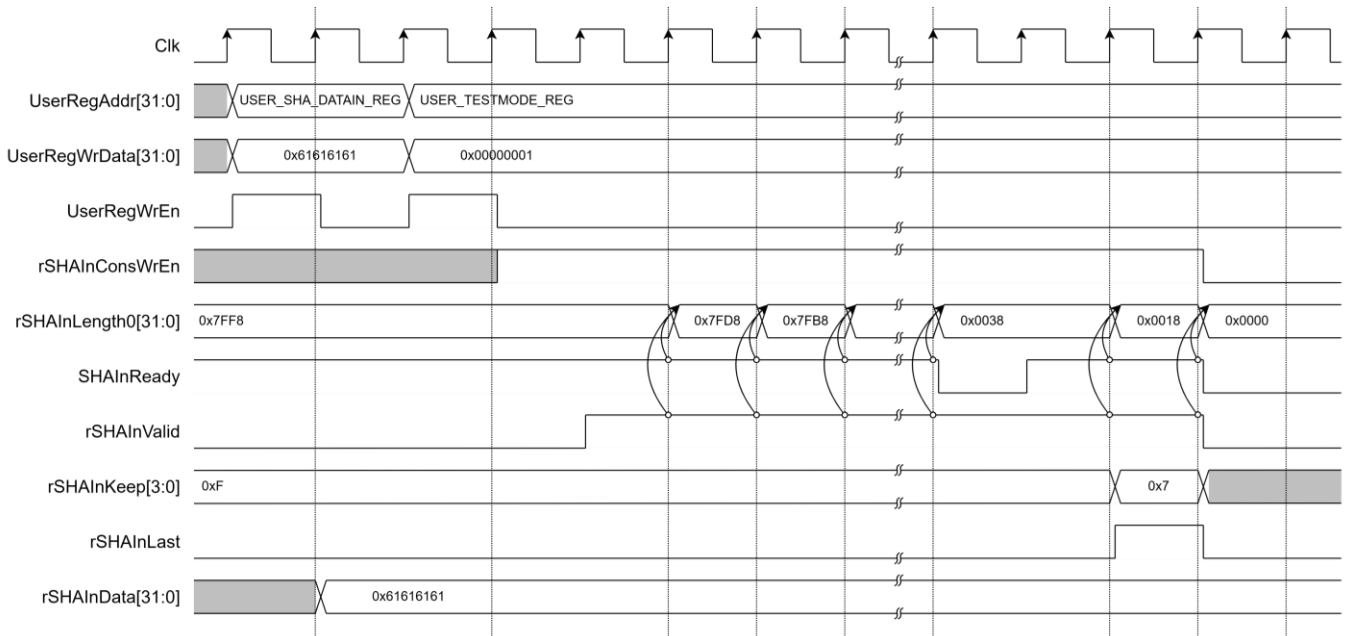 Clk
UserRegAddr[31:0] USER_SHA_DATAIN_REG USER_TESTMODE_REG
UserRegWrData[31:0] 0x61616161 0x00000001
UserRegWrEn
rSHAInConsWrEn
rSHAInLength0[31:0] 0x7FF8 0x7FD8 0x7FB8 0x0038 0x0018 0x0000
SHAInReady
rSHAInValid
rSHAInKeep[3:0] 0xF 0x7
rSHAInLast
rSHAInData[31:0] 0x61616161